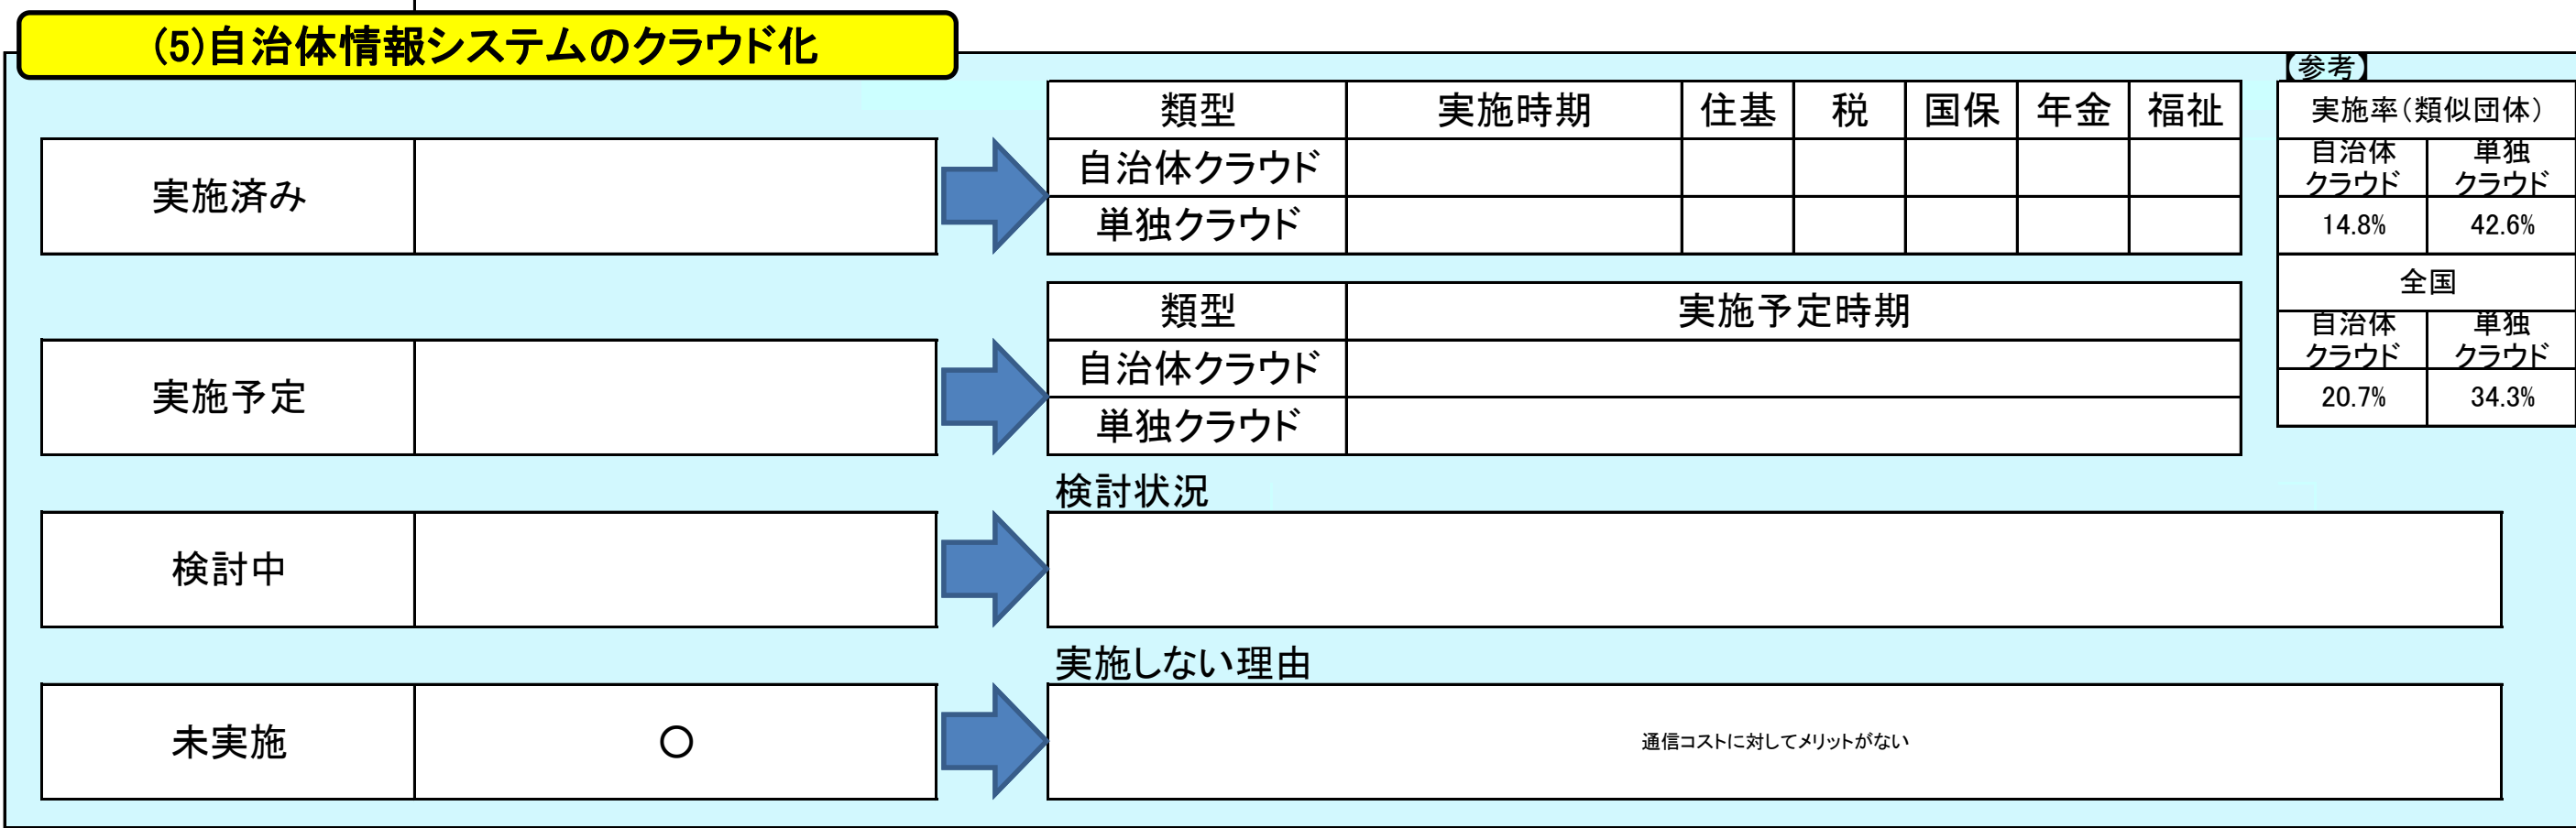 (5)自治体情報システムのクラウド化
【参考】
類型 実施時期 住基 税 国保 年金 福祉
実施率(類似団体)
実施済み
自治体クラウド
単独クラウド
自治体
クラウド
単独
クラウド
14.8% 42.6%
全国
類型 実施予定時期
実施予定
自治体クラウド
単独クラウド
自治体
クラウド
単独
クラウド
20.7% 34.3%
検討状況
検討中
実施しない理由
未実施 ○
通信コストに対してメリットがない